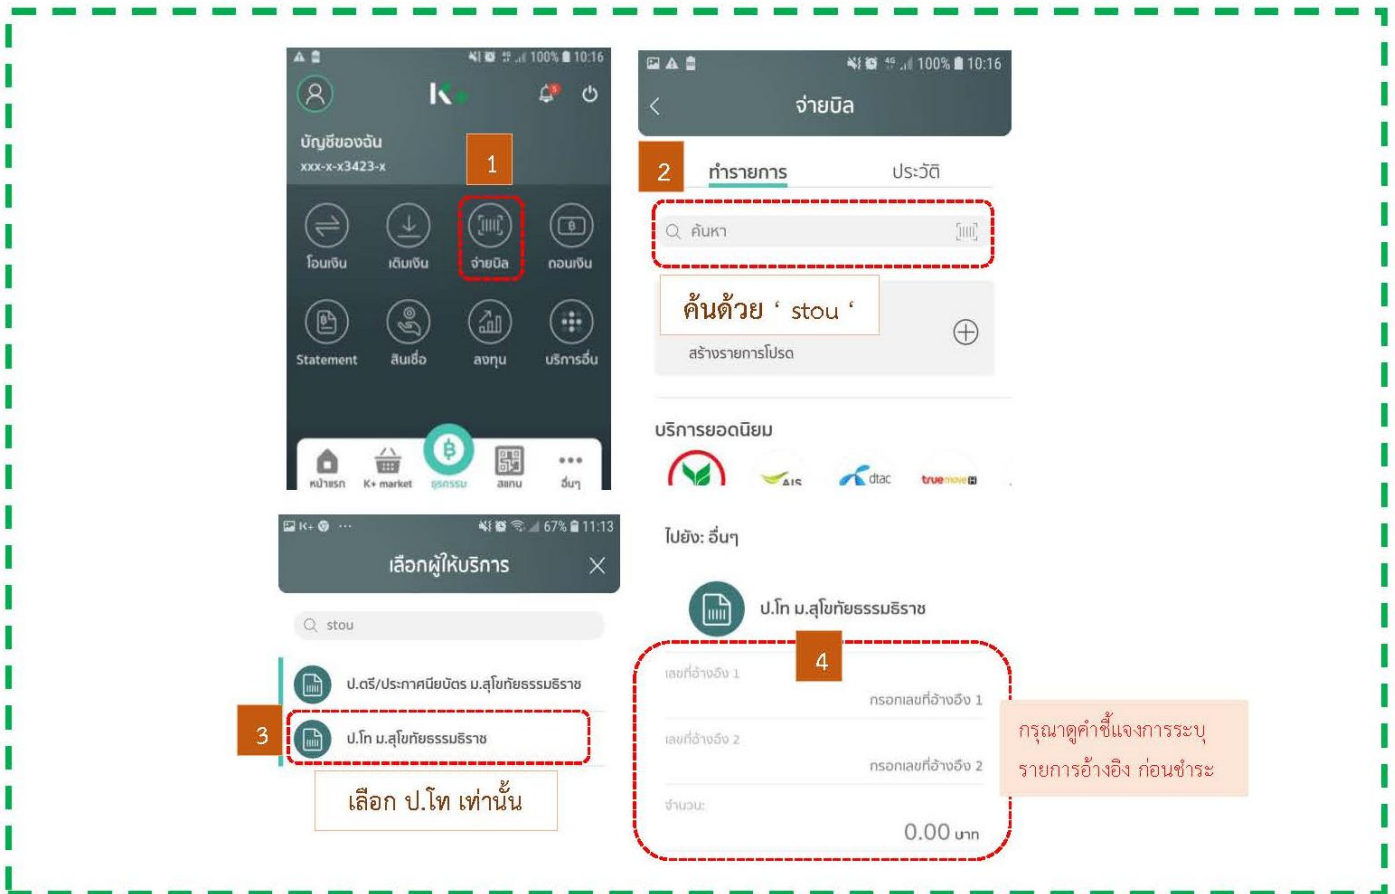 100% 10:16
K+
5
บัญชีของฉัน
xxx-x-x3423-x
1
โอนเงิน เติมเงิน จ่ายบิล ถอนเงิน
Statement สินเชื่อ ลงทุน บริการอื่น
หน้าแรก K+ market ธุรกรรม สแกน อื่นๆ
100% 10:16
จ่ายบิล
2
ทำรายการ ประวัติ
ค้นหา
ค้นด้วย ‘ stou ‘
สร้างรายการโปรด
บริการยอดนิยม
AIS dtac truemove H
K+ 67% 11:13
เลือกผู้ให้บริการ
stou
ป.ตรี/ประกาศนียบัตร ม.สุโขทัยธรรมธิราช
3
ป.โท ม.สุโขทัยธรรมธิราช
เลือก ป.โท เท่านั้น
ไปยัง: อื่นๆ
ป.โท ม.สุโขทัยธรรมธิราช
4
เลขที่อ้างอิง 1
กรอกเลขที่อ้างอิง 1
เลขที่อ้างอิง 2
กรอกเลขที่อ้างอิง 2
จำนวน:
0.00 บาท
กรุณาดูคำชี้แจงการระบุ
รายการอ้างอิง ก่อนชำระ